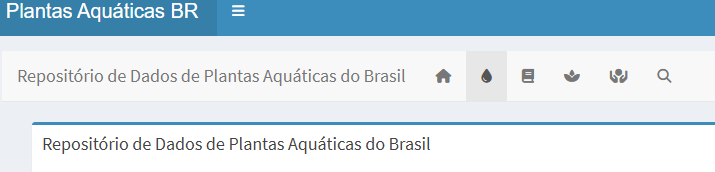 Plantas Aquáticas BR
Repositório de Dados de Plantas Aquáticas do Brasil
Repositório de Dados de Plantas Aquáticas do Brasil